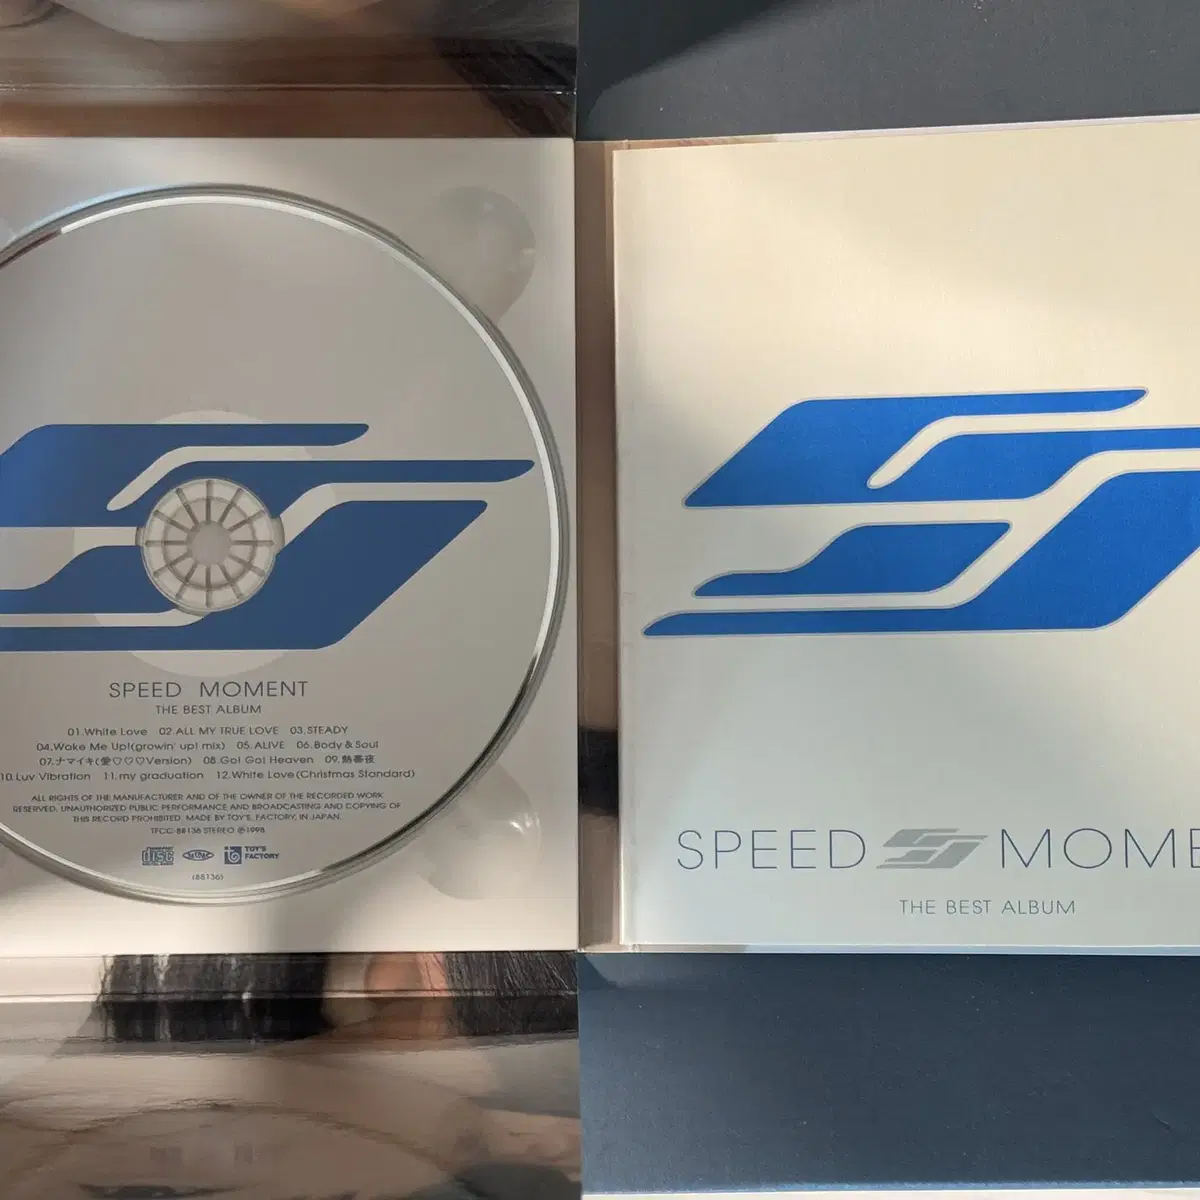 SPEED MOMENT
THE BEST ALBUM
01.White Love 02.ALL MY TRUE LOVE 03.STEADY
04.Wake Me Up!(growin' up! mix) 05.ALIVE 06.Body & Soul
07.ナマイキ(愛♡♡♡Version) 08.Go! Go! Heaven 09.熱帯夜
10.Luv Vibration 11.my graduation 12.White Love(Christmas Standard)
ALL RIGHTS OF THE MANUFACTURER AND OF THE OWNER OF THE RECORDED WORK
RESERVED. UNAUTHORIZED PUBLIC PERFORMANCE AND BROADCASTING AND COPYING OF
THIS RECORD PROHIBITED. MADE BY TOY'S. FACTORY, IN JAPAN.
TFCC-88136 STEREO ℗1998
disc TOY'S FACTORY
(88136)
SPEED MOME
THE BEST ALBUM